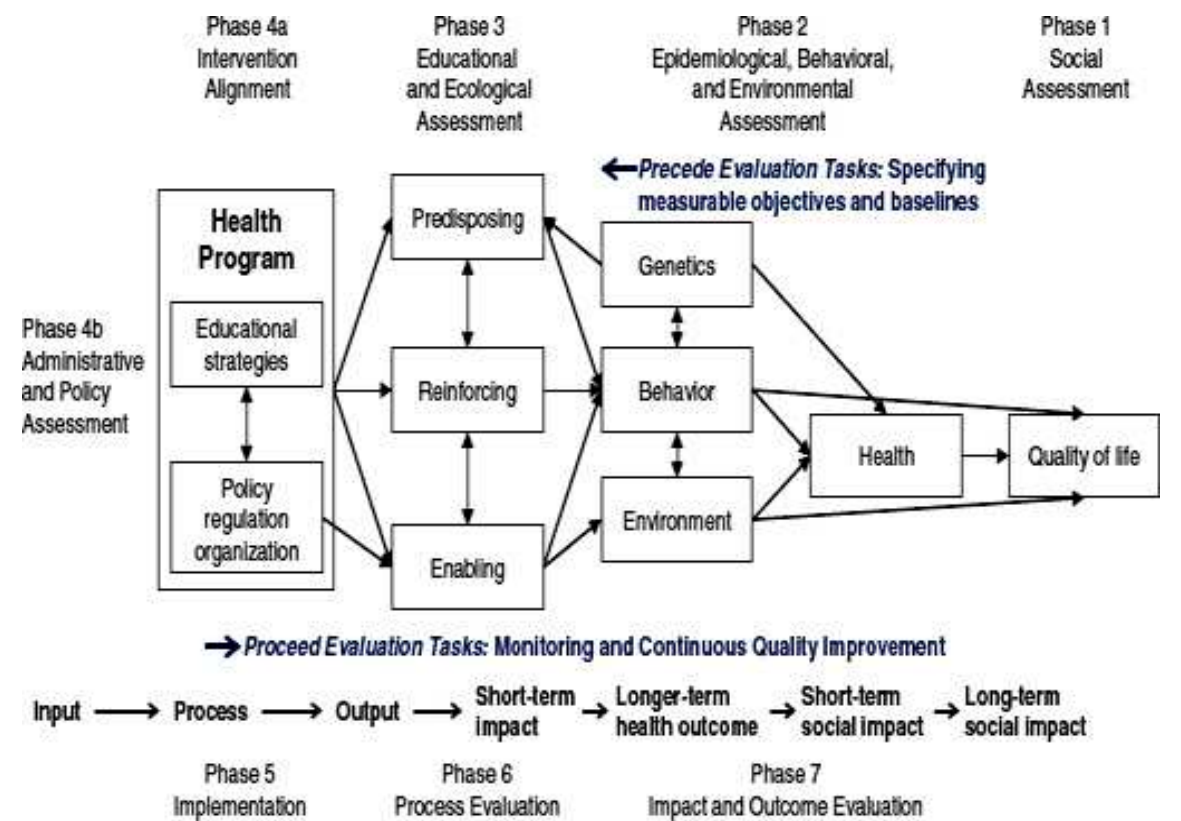 Phase 4a
Intervention
Alignment
Phase 3
Educational
and Ecological
Assessment
Phase 2
Epidemiological, Behavioral,
and Environmental
Assessment
Phase 1
Social
Assessment
←Precede Evaluation Tasks: Specifying
measurable objectives and baselines
Phase 4b
Administrative
and Policy
Assessment
Health
Program
Educational
strategies
Policy
regulation
organization
Predisposing
Reinforcing
Enabling
Genetics
Behavior
Environment
Health
Quality of life
→Proceed Evaluation Tasks: Monitoring and Continuous Quality Improvement
Input → Process → Output → Short-term impact → Longer-term health outcome → Short-term social impact → Long-term social impact
Phase 5
Implementation
Phase 6
Process Evaluation
Phase 7
Impact and Outcome Evaluation